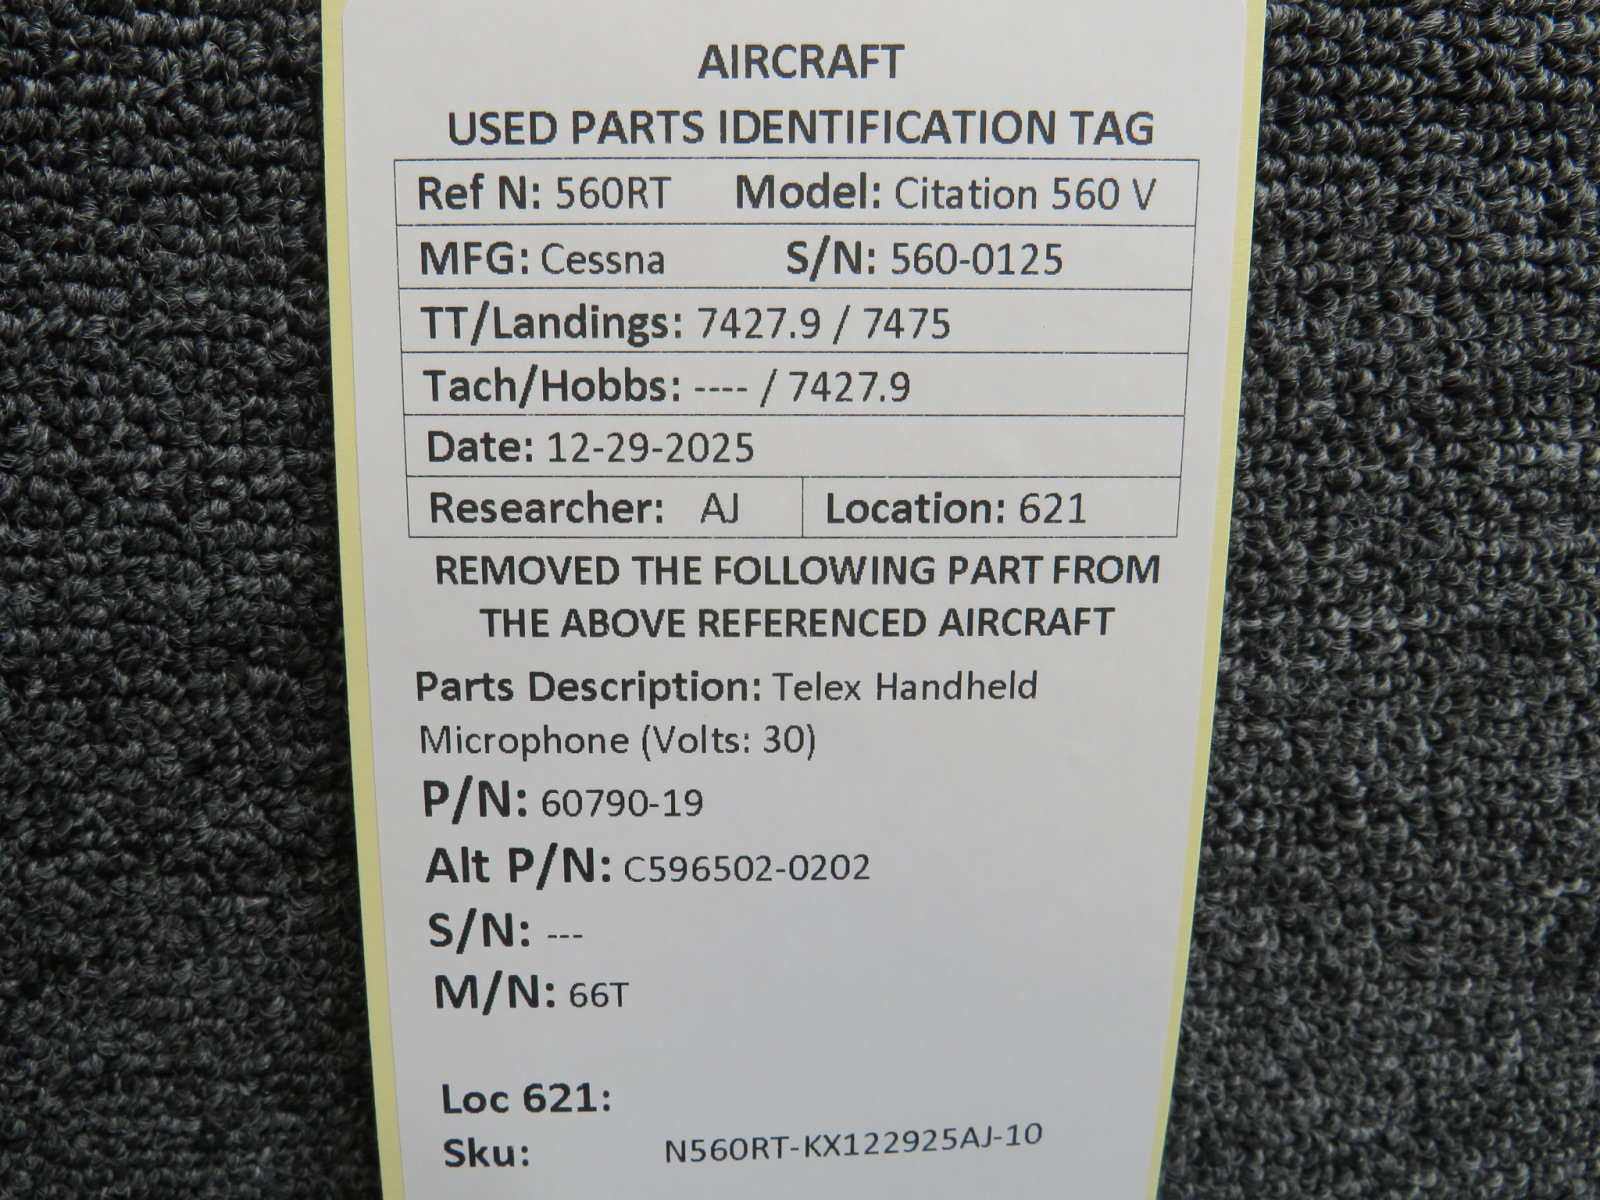 AIRCRAFT
USED PARTS IDENTIFICATION TAG
Ref N: 560RT Model: Citation 560 V
MFG: Cessna S/N: 560-0125
TT/Landings: 7427.9 / 7475
Tach/Hobbs: ---- / 7427.9
Date: 12-29-2025
Researcher: AJ Location: 621
REMOVED THE FOLLOWING PART FROM
THE ABOVE REFERENCED AIRCRAFT
Parts Description: Telex Handheld
Microphone (Volts: 30)
P/N: 60790-19
Alt P/N: C596502-0202
S/N: ---
M/N: 66T
Loc 621:
Sku: N560RT-KX122925AJ-10